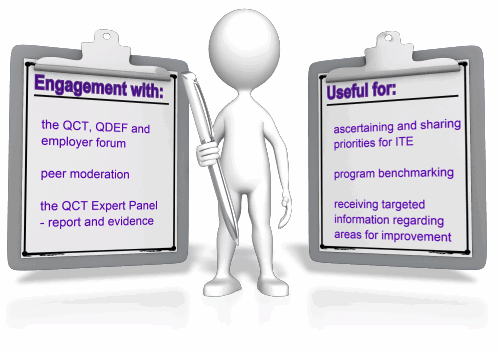 Engagement with:
the QCT, QDEF and
employer forum
peer moderation
the QCT Expert Panel
- report and evidence
Useful for:
ascertaining and sharing
priorities for ITE
program benchmarking
receiving targeted
information regarding
areas for improvement